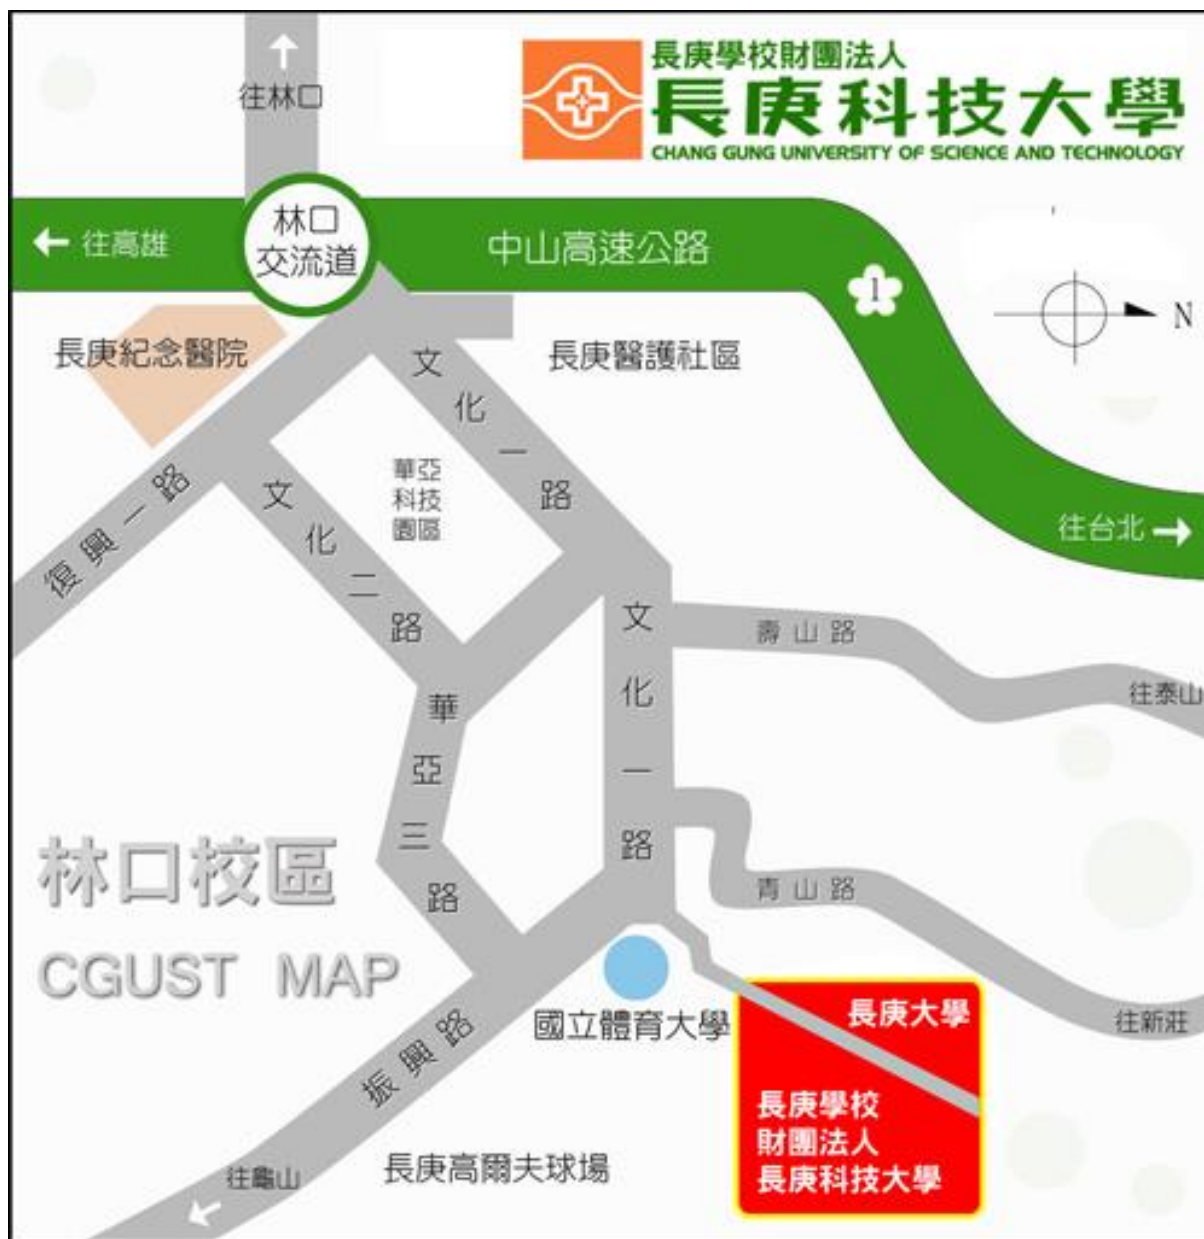 往林口
長庚學校財團法人
長庚科技大學
CHANG GUNG UNIVERSITY OF SCIENCE AND TECHNOLOGY
往高雄
林口
交流道
中山高速公路
1
N
長庚紀念醫院
長庚醫護社區
文化一路
華亞
科技
園區
復興一路
文化二路
往台北
文化一路
壽山路
往泰山
華亞三路
林口校區
CGUST MAP
青山路
國立體育大學
長庚大學
往新莊
振興路
長庚學校
財團法人
長庚科技大學
長庚高爾夫球場
往龜山